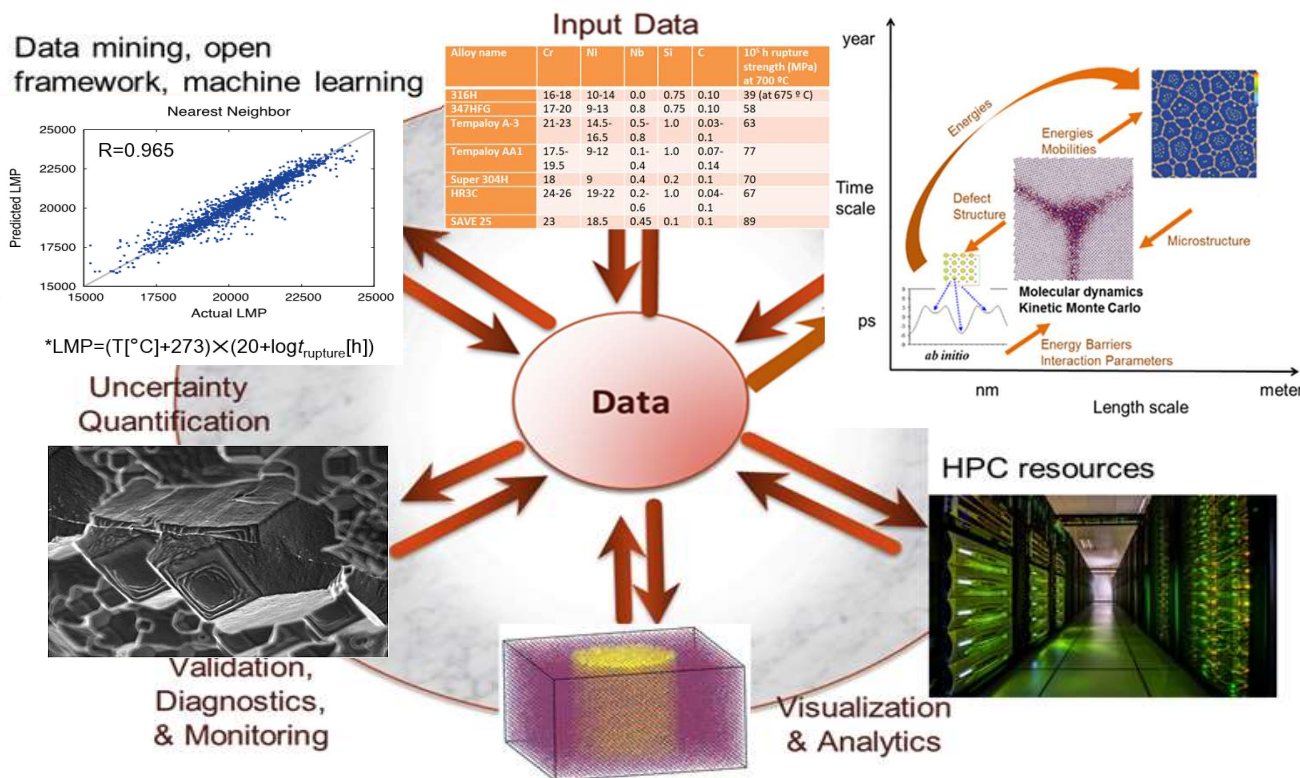 Input Data
Data mining, open
framework, machine learning
Nearest Neighbor
25000
22500
20000
17500
15000
R=0.965
Predicted LMP
15000 17500 20000 22500 25000
Actual LMP
*LMP=(T[°C]+273)×(20+logt_rupture[h])
Alloy name Cr Ni Nb Si C 10⁵ h rupture
strength (MPa)
at 700 ºC
316H 16-18 10-14 0.0 0.75 0.10 39 (at 675 º C)
347HFG 17-20 9-13 0.8 0.75 0.10 58
Tempaloy A-3 21-23 14.5- 0.5- 1.0 0.03- 63
16.5 0.8 0.1
Tempaloy AA1 17.5- 9-12 0.1- 1.0 0.07- 77
19.5 0.4 0.14
Super 304H 18 9 0.4 0.2 0.1 70
HR3C 24-26 19-22 0.2- 1.0 0.04- 67
0.6 0.1
SAVE 25 23 18.5 0.45 0.1 0.1 89
year
Time
scale
ps
Energies
Energies
Mobilities
Defect
Structure
Microstructure
Molecular dynamics
Kinetic Monte Carlo
ab initio
Energy Barriers
Interaction Parameters
nm
meter
Length scale
Data
Uncertainty
Quantification
HPC resources
Validation,
Diagnostics,
& Monitoring
Visualization
& Analytics